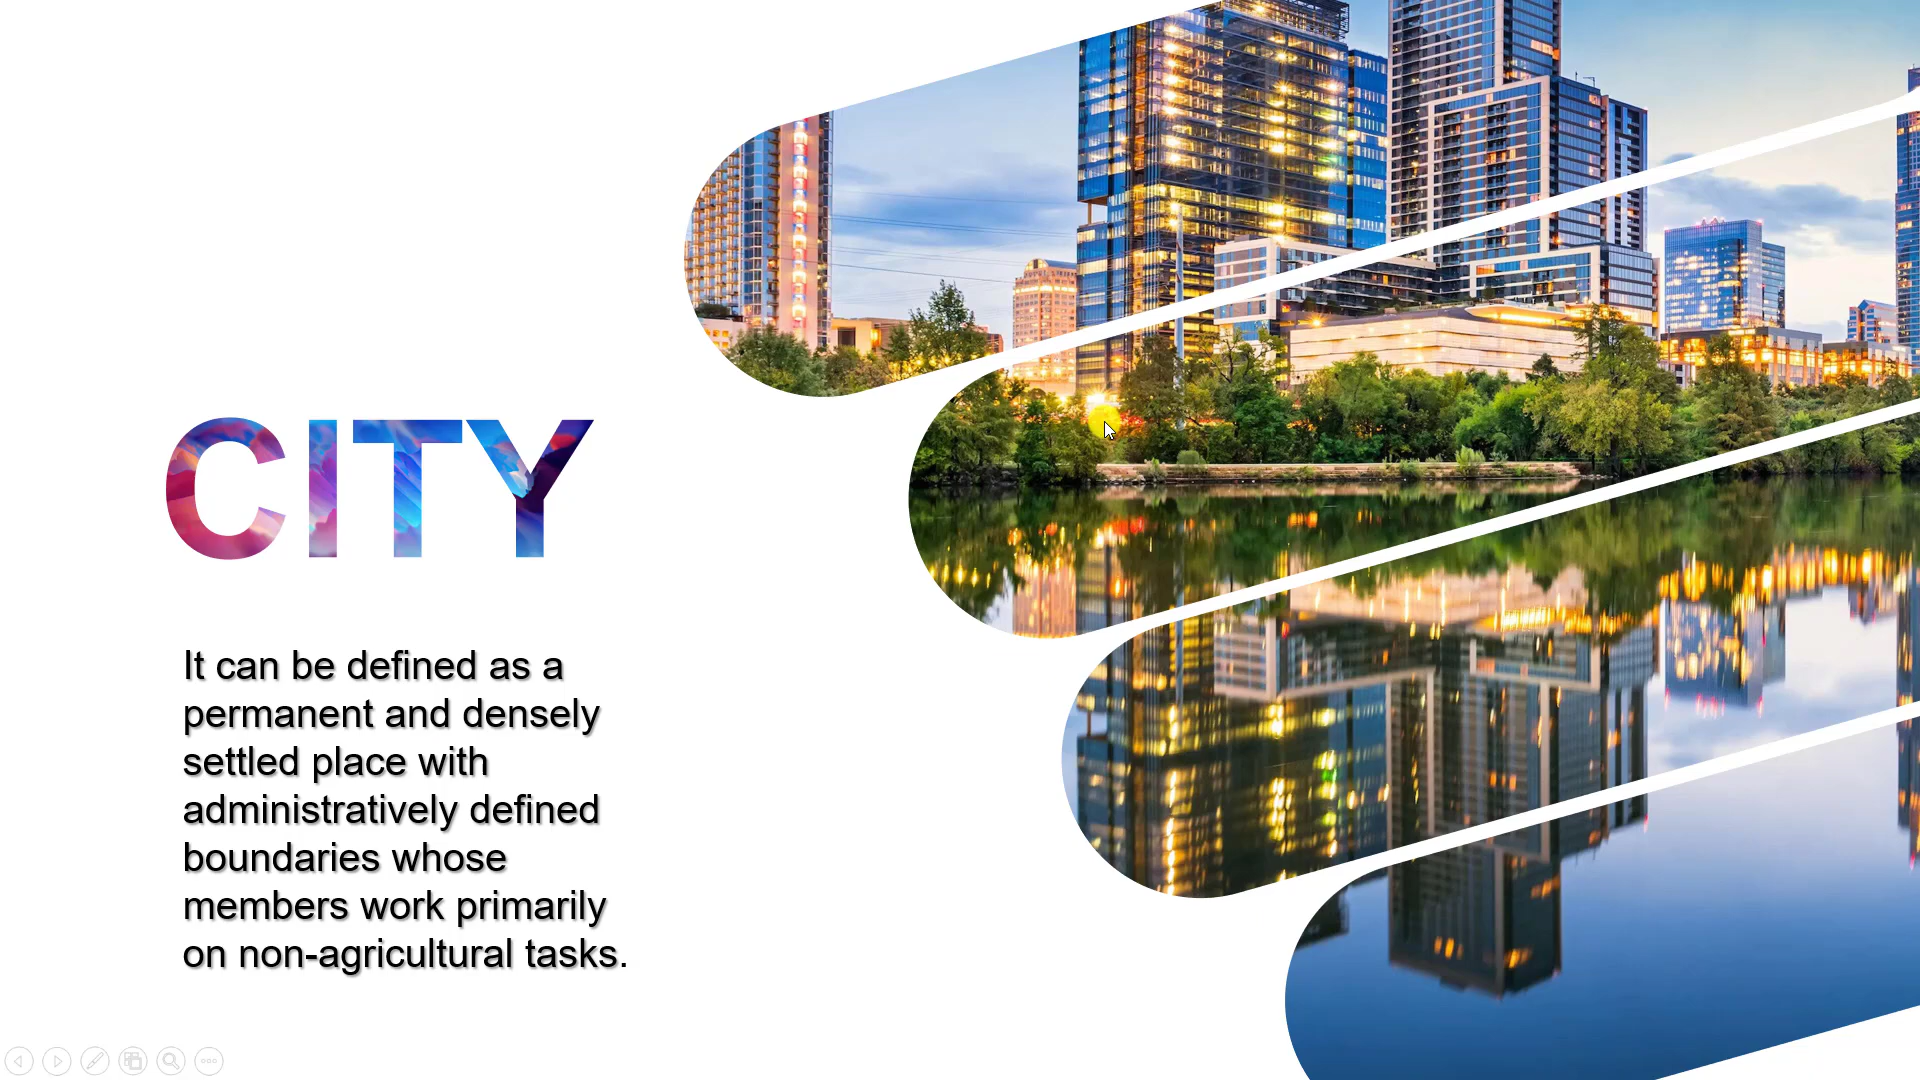 CITY
It can be defined as a
permanent and densely
settled place with
administratively defined
boundaries whose
members work primarily
on non-agricultural tasks.